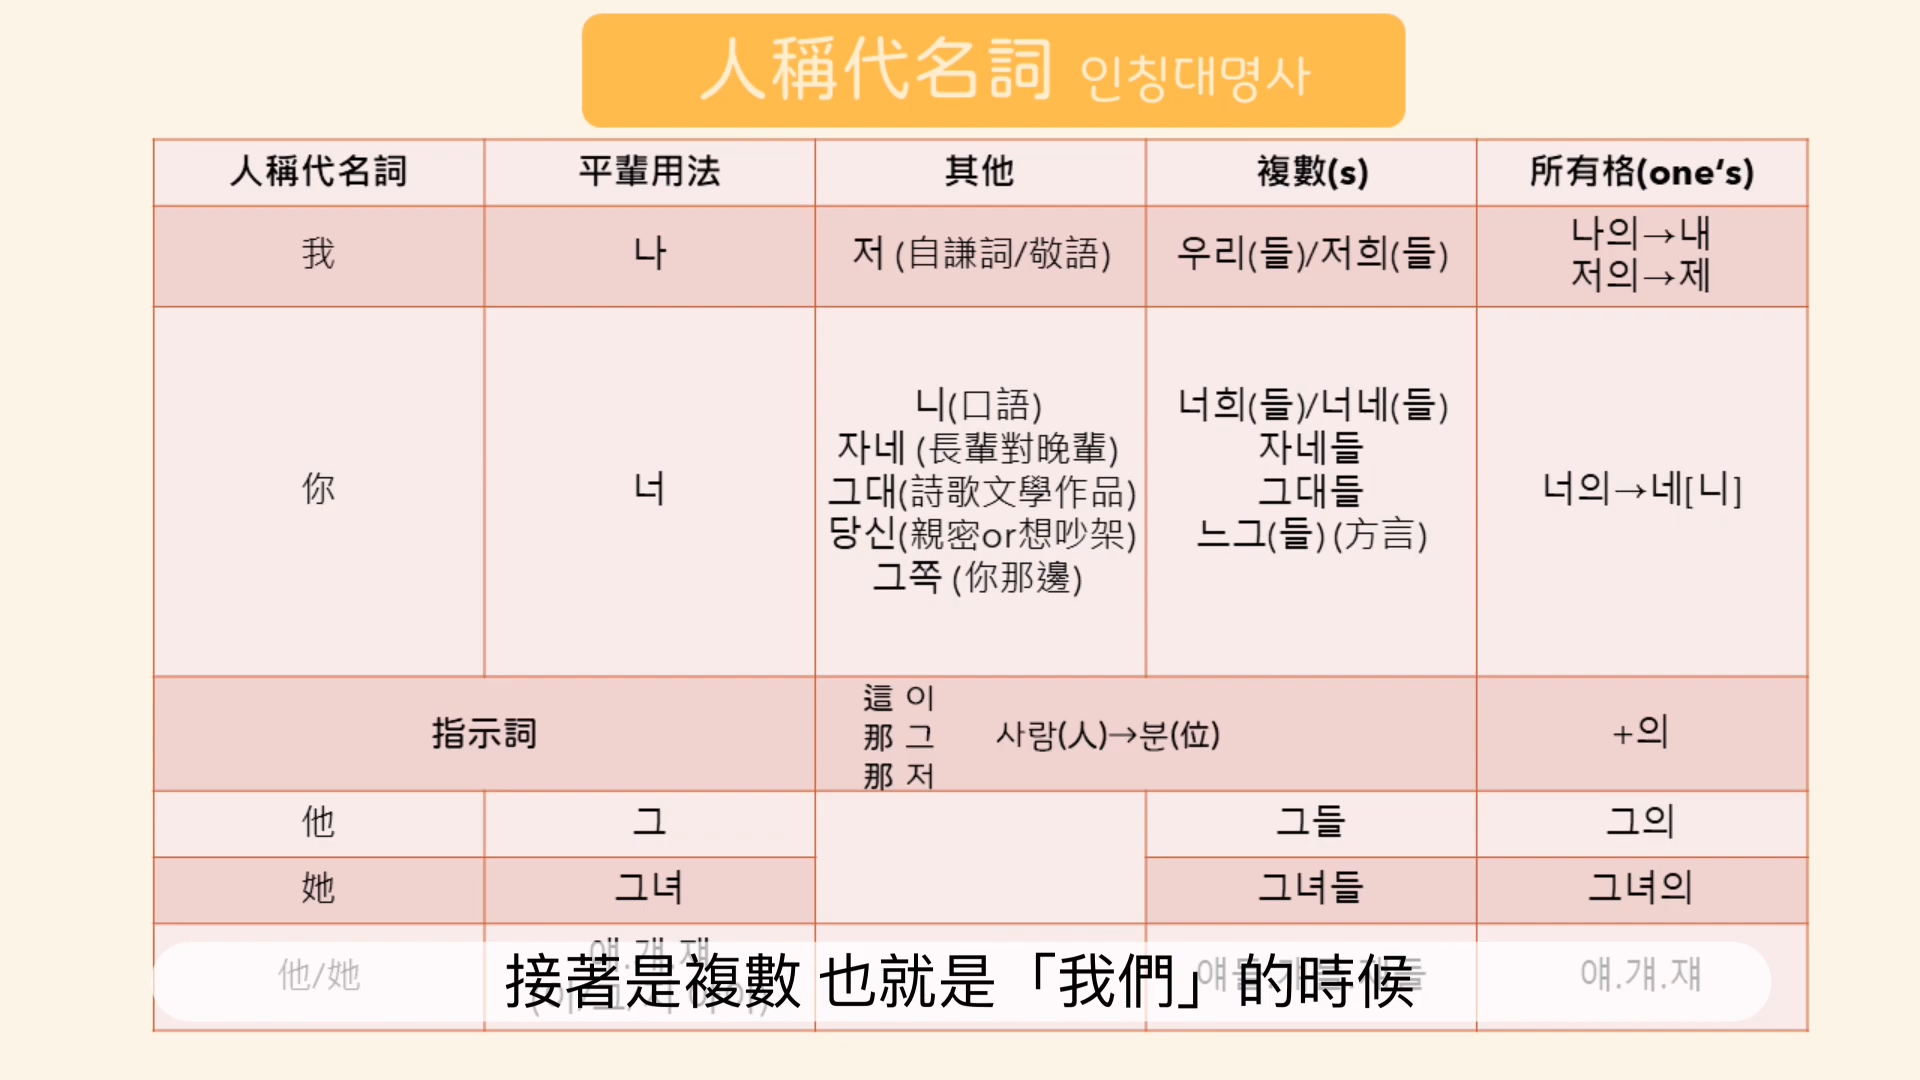 人稱代名詞 인칭대명사
人稱代名詞 平輩用法 其他 複數(s) 所有格(one‘s)
我 나 저 (自謙詞/敬語) 우리(들)/저희(들)
나의→내
저의→제
你 너
니(口語)
자네 (長輩對晚輩)
그대(詩歌文學作品)
당신(親密or想吵架)
그쪽 (你那邊)
너희(들)/너네(들)
자네들
그대들
느그(들) (方言)
너의→네[니]
指示詞
這 이
那 그
那 저
사람(人)→분(位)
+의
他 그 그들 그의
她 그녀 그녀들 그녀의
他/她 얘.걔.쟤 얘.걔.쟤
接著是複數 也就是「我們」的時候